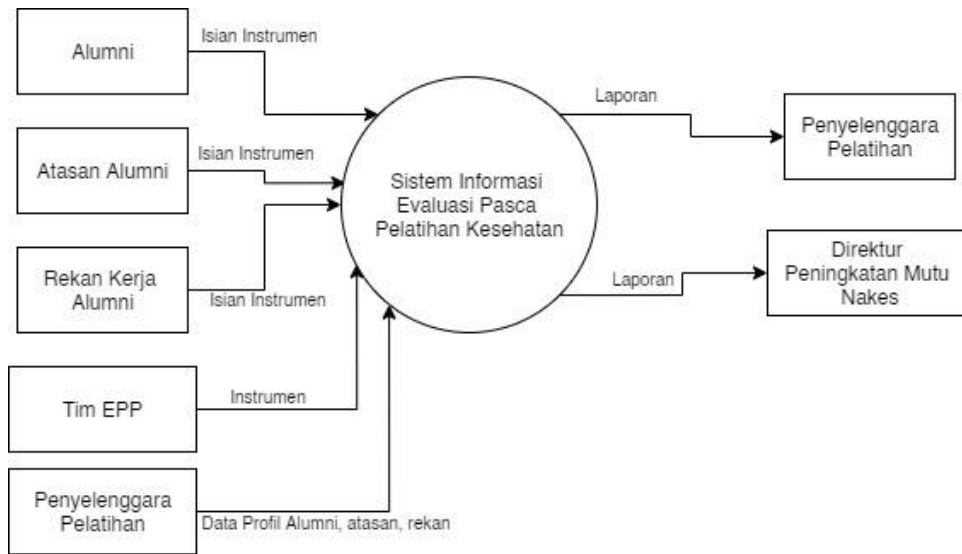 Alumni
Isian Instrumen
Atasan Alumni
Isian Instrumen
Rekan Kerja
Alumni
Isian Instrumen
Tim EPP
Instrumen
Penyelenggara
Pelatihan
Data Profil Alumni, atasan, rekan
Sistem Informasi
Evaluasi Pasca
Pelatihan Kesehatan
Laporan
Penyelenggara
Pelatihan
Laporan
Direktur
Peningkatan Mutu
Nakes